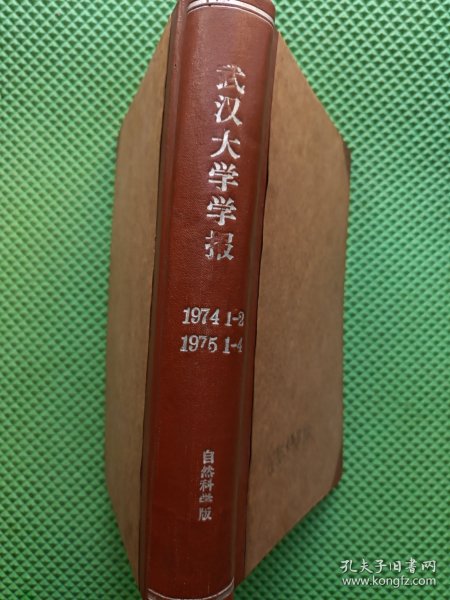 武汉大学学报
1974 1-2
1975 1-4
自然科学版
孔夫子旧书网
www.kongfz.com